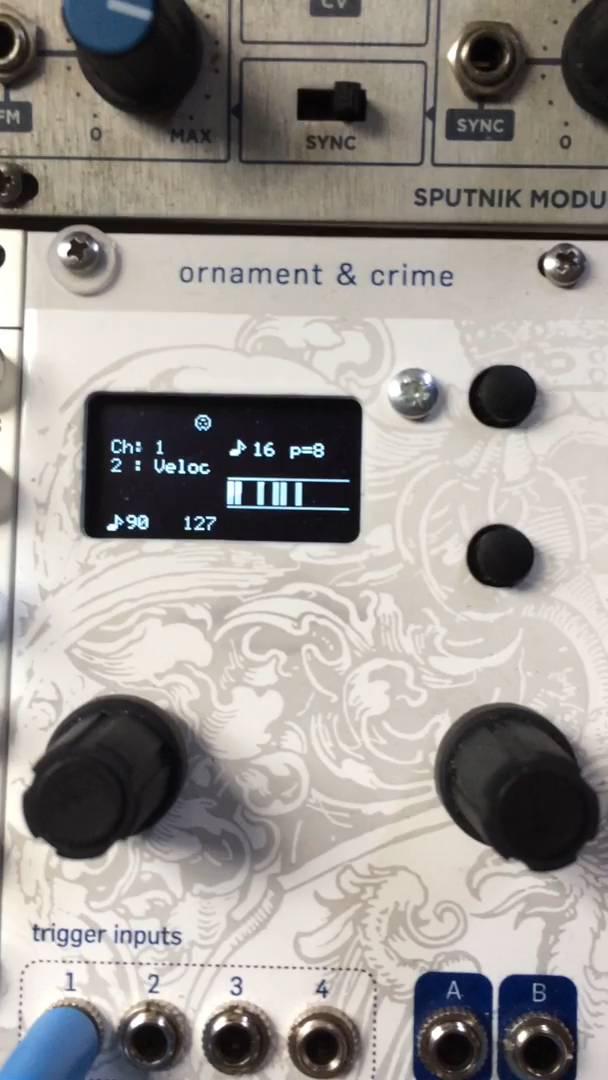 CV
FM
0
MAX
SYNC
SYNC
0
SPUTNIK MODU
ornament & crime
Ch: 1
♪16 p=8
2 : Veloc
♪90 127
trigger inputs
1 2 3 4
A B